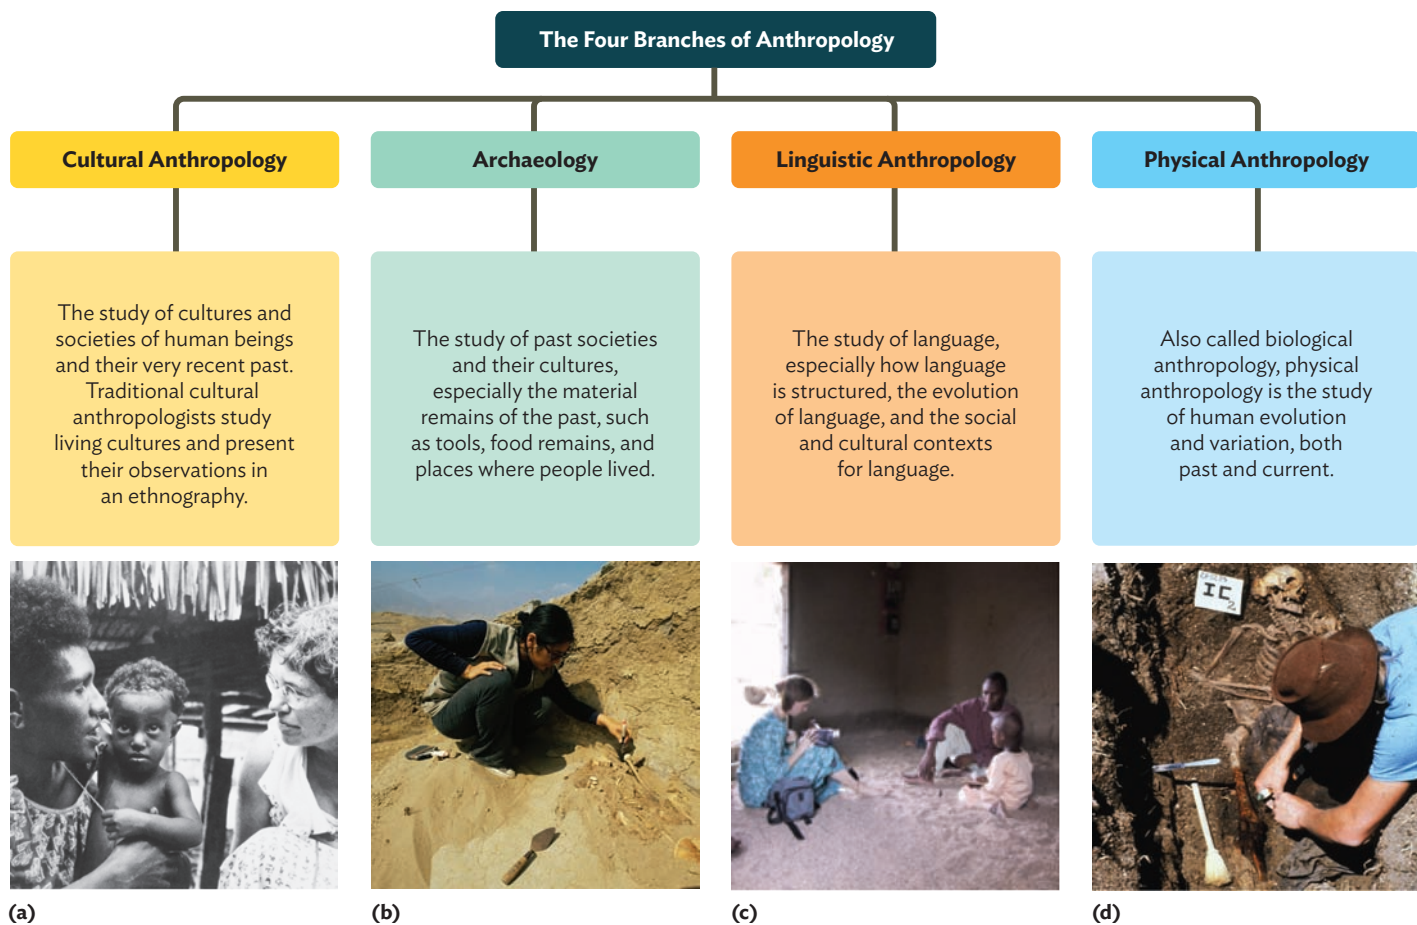 The Four Branches of Anthropology
Cultural Anthropology
Archaeology
Linguistic Anthropology
Physical Anthropology
The study of cultures and
societies of human beings
and their very recent past.
Traditional cultural
anthropologists study
living cultures and present
their observations in
an ethnography.
The study of past societies
and their cultures,
especially the material
remains of the past, such
as tools, food remains, and
places where people lived.
The study of language,
especially how language
is structured, the evolution
of language, and the social
and cultural contexts
for language.
Also called biological
anthropology, physical
anthropology is the study
of human evolution
and variation, both
past and current.
IC
2
(a)
(b)
(c)
(d)